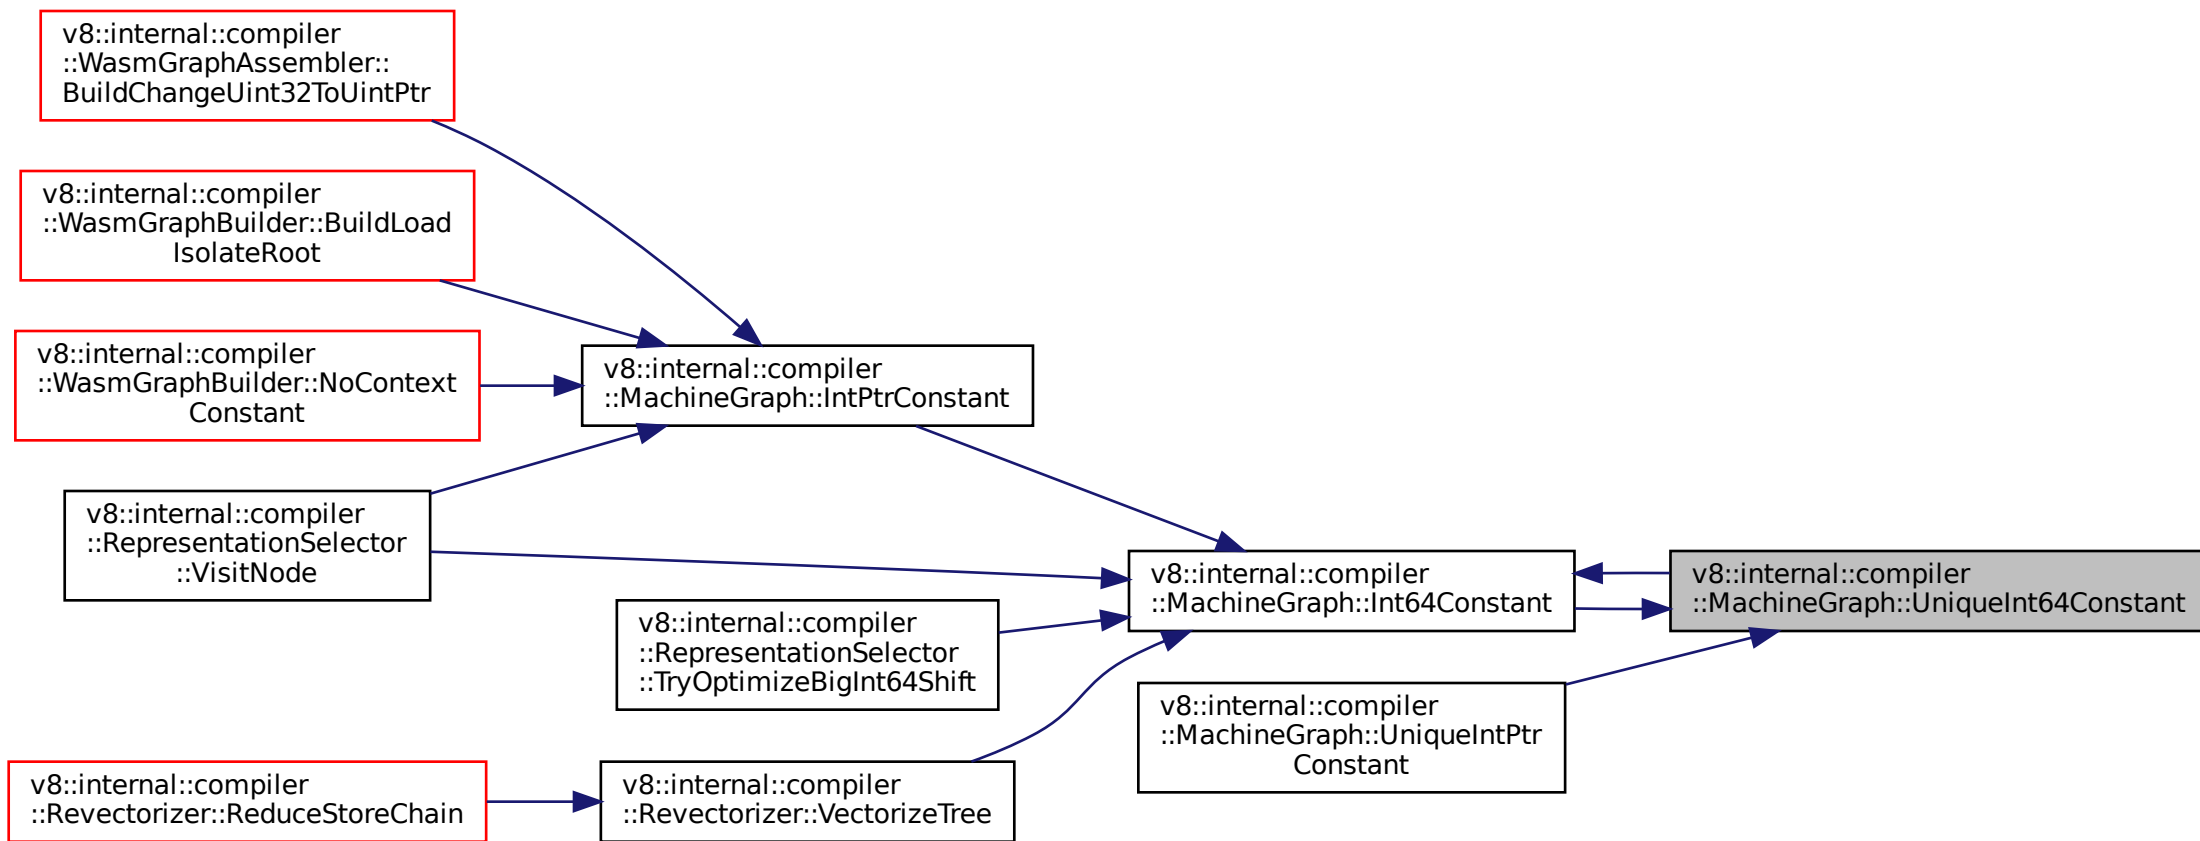 v8::internal::compiler
::WasmGraphAssembler::
BuildChangeUint32ToUintPtr
v8::internal::compiler
::WasmGraphBuilder::BuildLoad
IsolateRoot
v8::internal::compiler
::WasmGraphBuilder::NoContext
Constant
v8::internal::compiler
::MachineGraph::IntPtrConstant
v8::internal::compiler
::RepresentationSelector
::VisitNode
v8::internal::compiler
::MachineGraph::Int64Constant
v8::internal::compiler
::MachineGraph::UniqueInt64Constant
v8::internal::compiler
::RepresentationSelector
::TryOptimizeBigInt64Shift
v8::internal::compiler
::MachineGraph::UniqueIntPtr
Constant
v8::internal::compiler
::Revectorizer::ReduceStoreChain
v8::internal::compiler
::Revectorizer::VectorizeTree